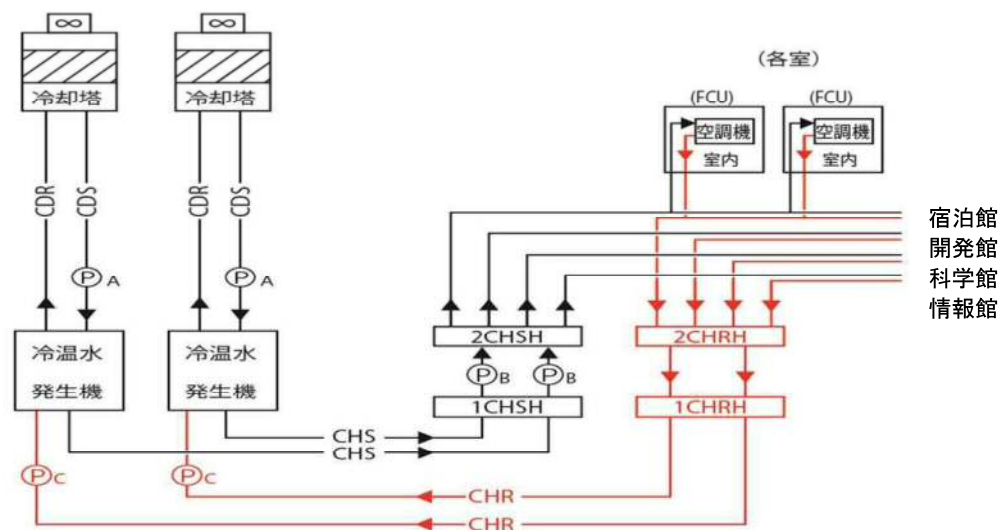 ∞ ∞
冷却塔 冷却塔
(各室)
(FCU) (FCU)
空調機 空調機
室内 室内
CDR CDS CDR CDS
P A P A
宿泊館
開発館
科学館
情報館
冷温水 冷温水
発生機 発生機
2CHSH 2CHRH
P B P B
1CHSH 1CHRH
CHS
CHS
P C P C
CHR
CHR